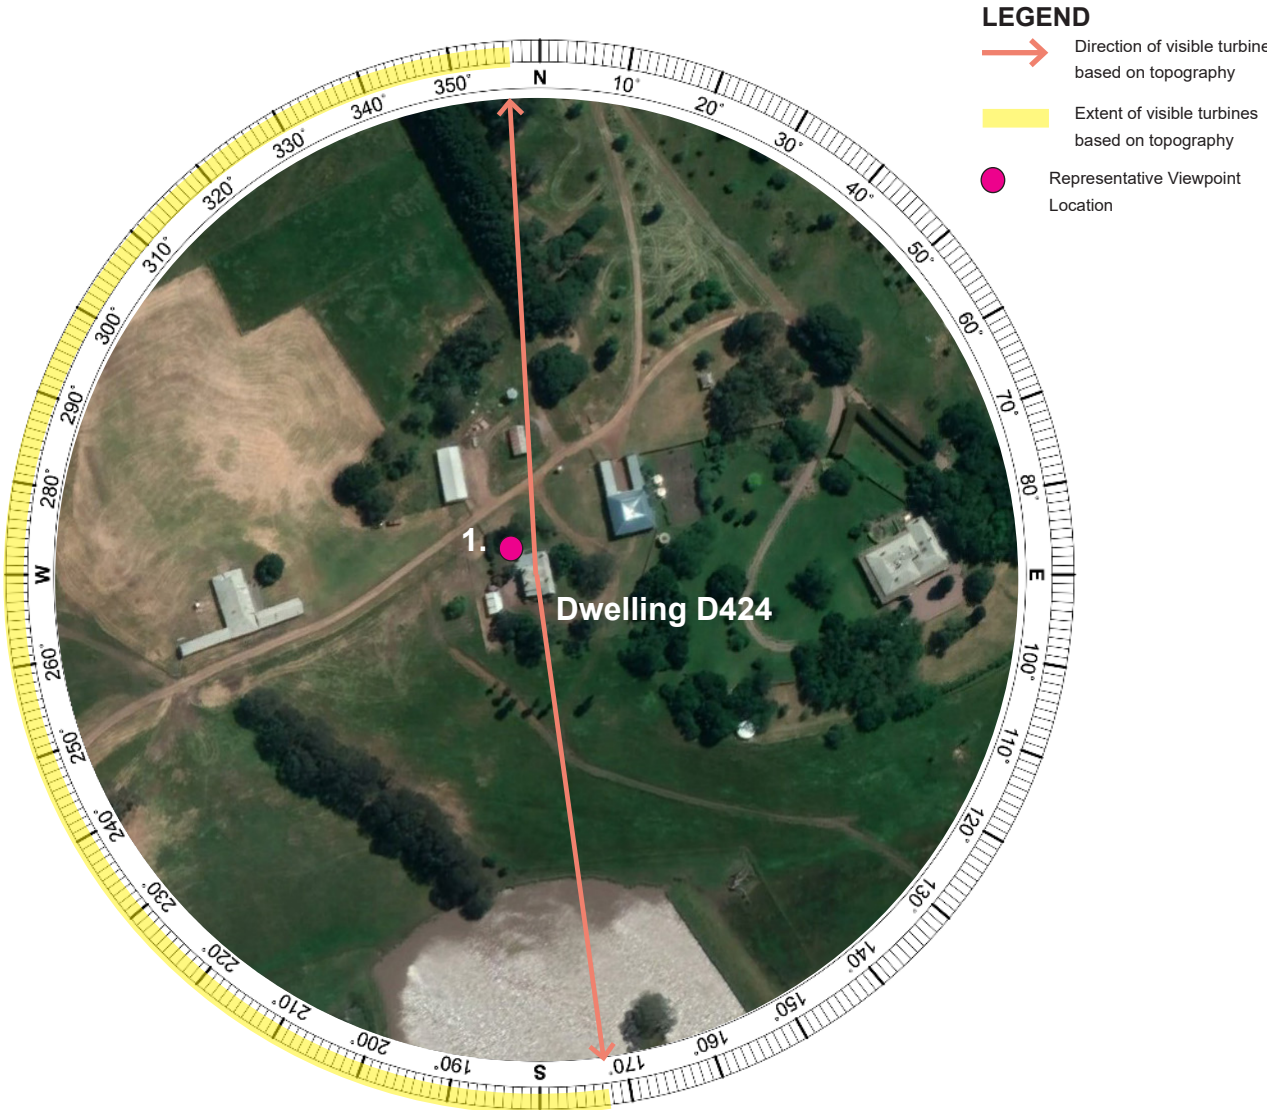 LEGEND
Direction of visible turbine
based on topography
Extent of visible turbines
based on topography
Representative Viewpoint
Location
N
10°
20°
30°
40°
50°
60°
70°
80°
E
100°
110°
120°
130°
140°
150°
160°
170°
S
190°
200°
210°
220°
230°
240°
250°
260°
W
280°
290°
300°
310°
320°
330°
340°
350°
1.
Dwelling D424